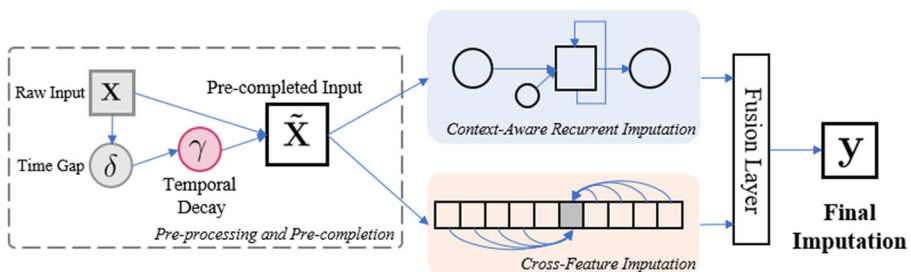 Raw Input
X
Time Gap
δ
γ
Temporal
Decay
Pre-completed Input
X̃
Pre-processing and Pre-completion
Context-Aware Recurrent Imputation
Cross-Feature Imputation
Fusion Layer
y
Final
Imputation